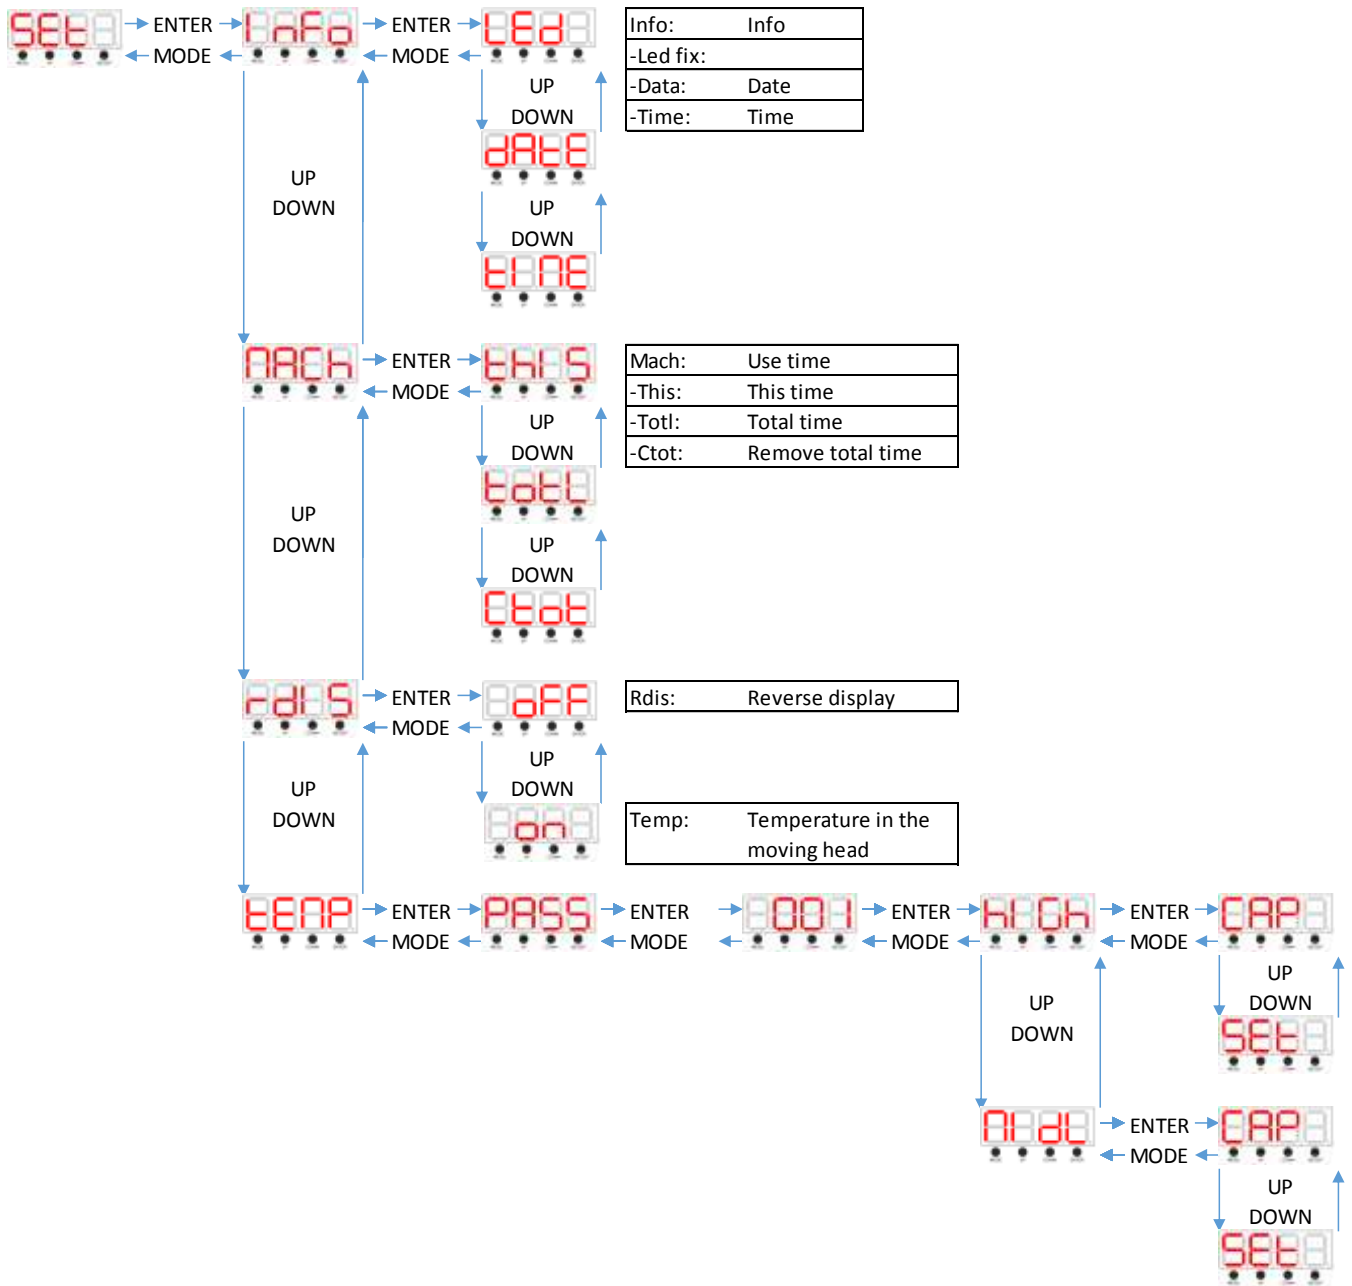 SEt ENTER InFo ENTER LEd Info: Info
MODE MODE -Led fix:
UP -Data: Date
DOWN -Time: Time
dAtE
UP UP
DOWN DOWN
tIME
MACh ENTER thIS Mach: Use time
MODE -This: This time
UP -Totl: Total time
DOWN -Ctot: Remove total time
totL
UP UP
DOWN DOWN
Ctot
rdIS ENTER oFF Rdis: Reverse display
MODE
UP UP
DOWN DOWN
on Temp: Temperature in the
moving head
tEMP ENTER PASS ENTER 001 ENTER hIGh ENTER CAP
MODE MODE MODE MODE
UP UP
DOWN DOWN
SEt
MIdL ENTER CAP
MODE
UP
DOWN
SEt